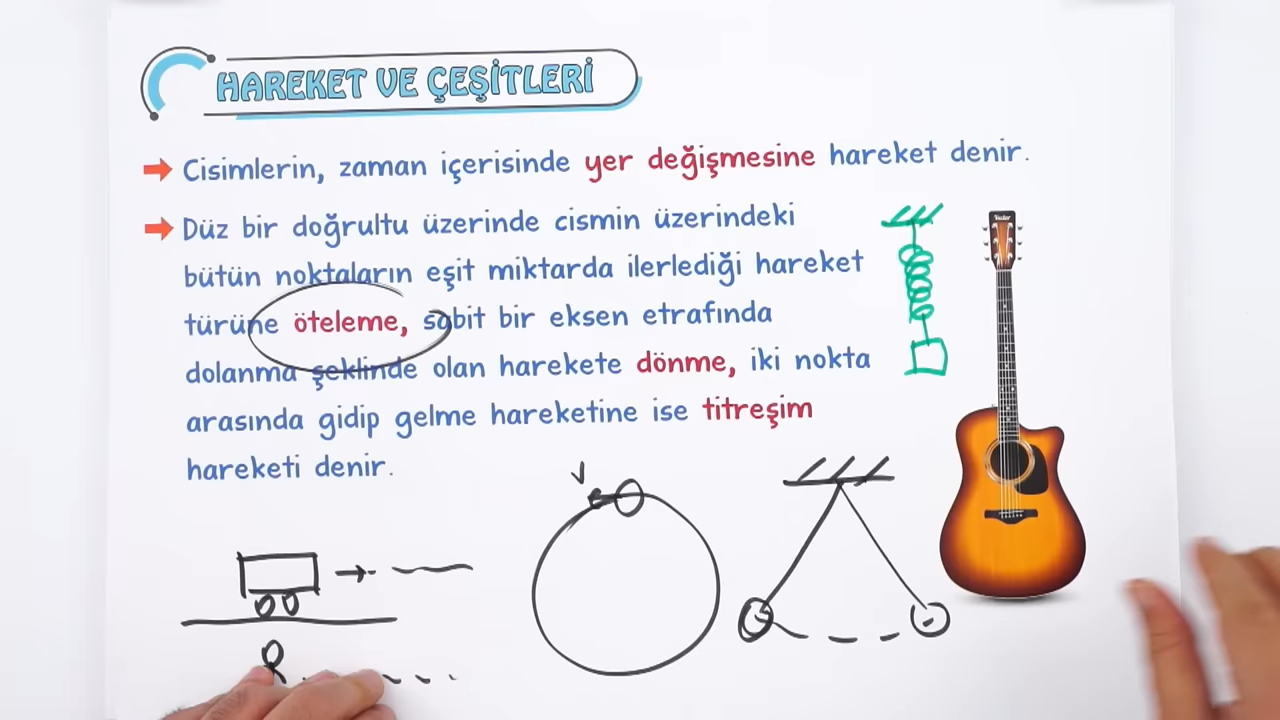 HAREKET VE ÇEŞİTLERİ
Cisimlerin, zaman içerisinde yer değişmesine hareket denir.
Düz bir doğrultu üzerinde cismin üzerindeki
bütün noktaların eşit miktarda ilerlediği hareket
türüne öteleme, sabit bir eksen etrafında
dolanma şeklinde olan harekete dönme, iki nokta
arasında gidip gelme hareketine ise titreşim
hareketi denir.